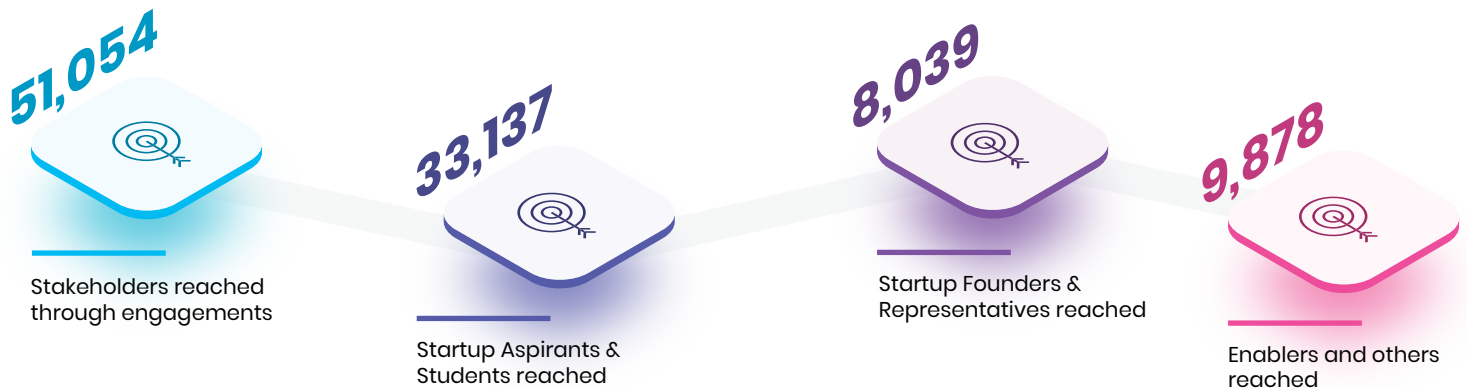 51,054
Stakeholders reached
through engagements
33,137
Startup Aspirants &
Students reached
8,039
Startup Founders &
Representatives reached
9,878
Enablers and others
reached